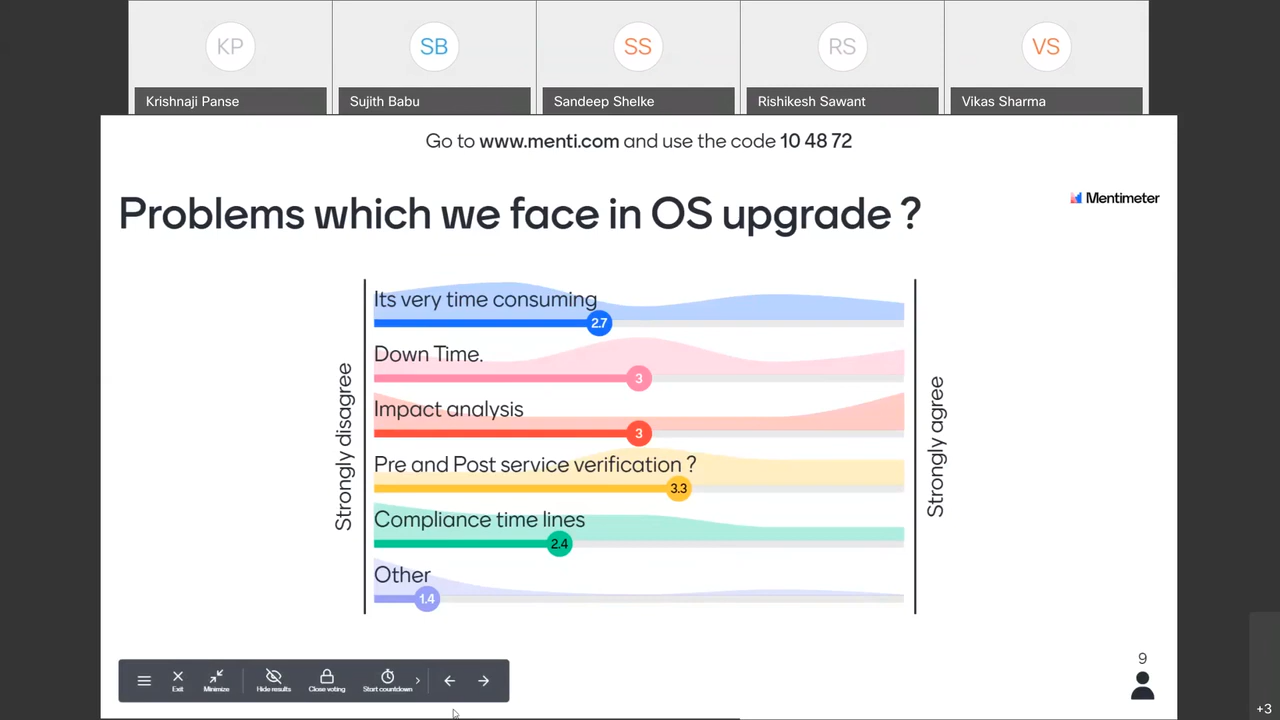 KP
SB
SS
RS
VS
Krishnaji Panse
Sujith Babu
Sandeep Shelke
Rishikesh Sawant
Vikas Sharma
Go to www.menti.com and use the code 10 48 72
Problems which we face in OS upgrade ?
Mentimeter
Strongly disagree
Its very time consuming
2.7
Down Time.
3
Impact analysis
3
Pre and Post service verification ?
3.3
Compliance time lines
2.4
Other
1.4
Strongly agree
Exit
Minimize
Hide results
Close voting
Start countdown
9
+3